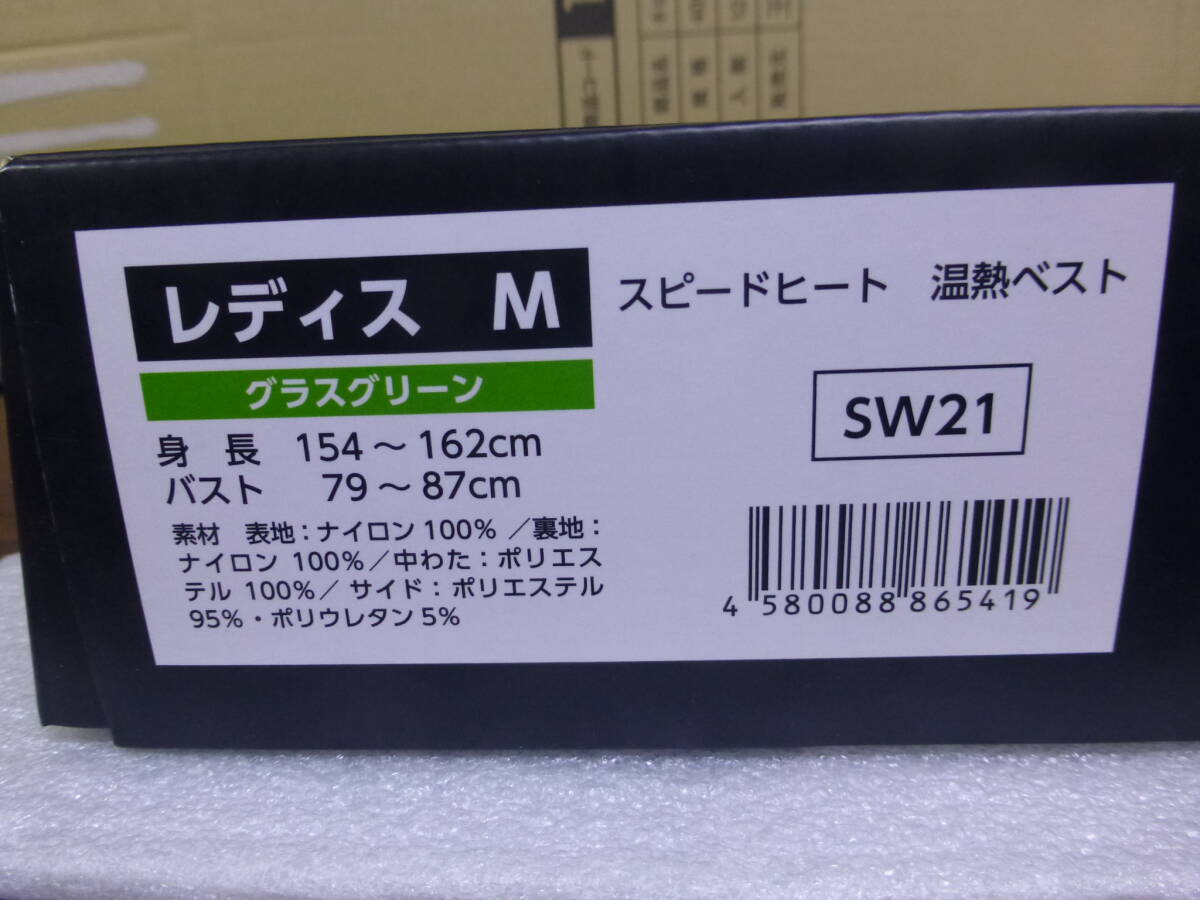 レディス M
グラスグリーン
身 長 154～162cm
バスト 79～87cm
素材 表地：ナイロン100％／裏地：
ナイロン 100％／中わた：ポリエス
テル 100％／サイド：ポリエステル
95％・ポリウレタン5％
スピードヒート 温熱ベスト
SW21
4 580088 865419